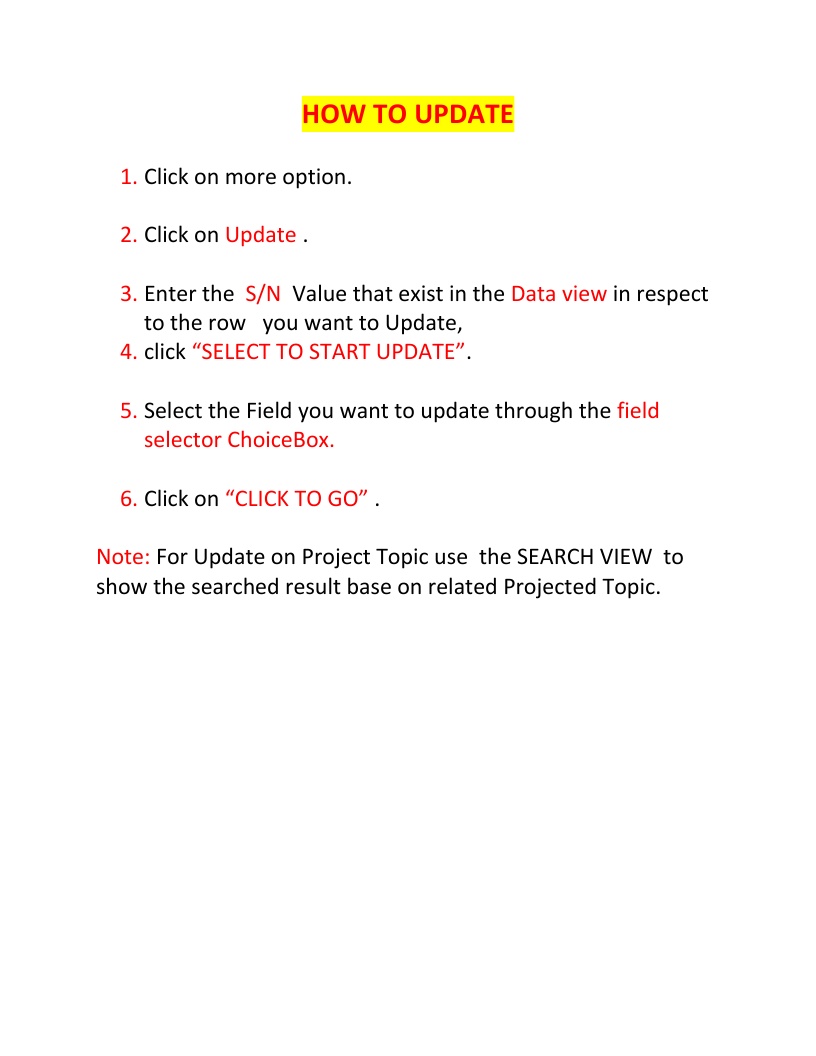 HOW TO UPDATE
1. Click on more option.
2. Click on Update .
3. Enter the  S/N  Value that exist in the Data view in respect
to the row   you want to Update,
4. click “SELECT TO START UPDATE”.
5. Select the Field you want to update through the field
selector ChoiceBox.
6. Click on “CLICK TO GO” .
Note: For Update on Project Topic use  the SEARCH VIEW  to
show the searched result base on related Projected Topic.